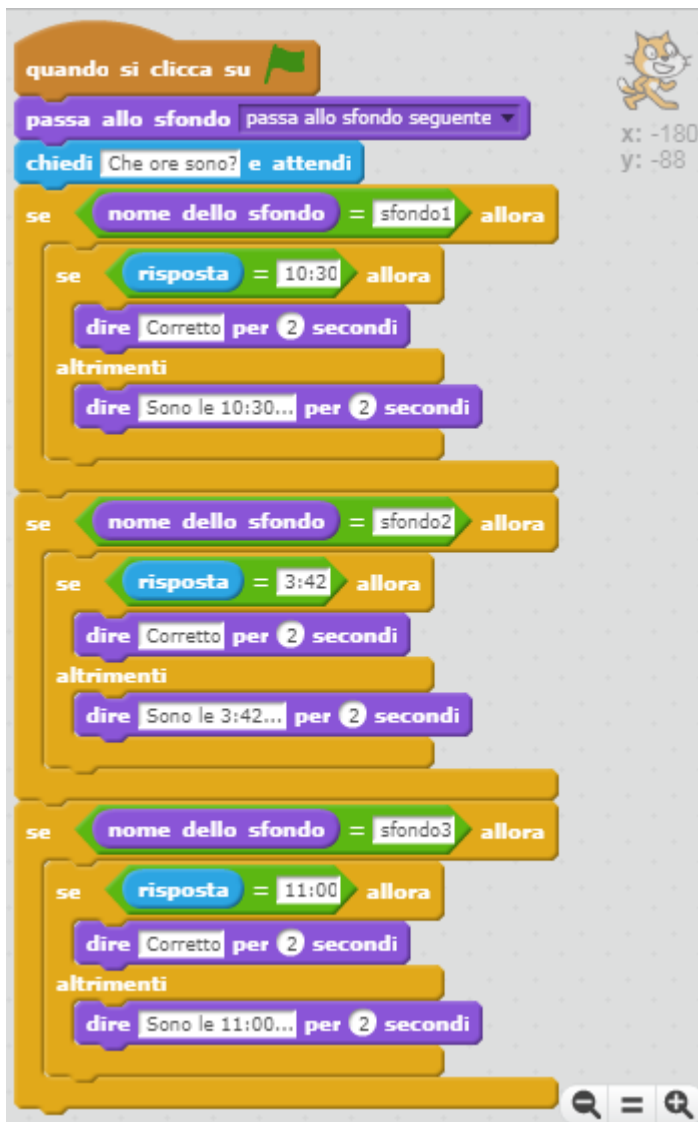 quando si clicca su
passa allo sfondo passa allo sfondo seguente
x: -180
chiedi Che ore sono? e attendi
y: -88
se nome dello sfondo = sfondo1 allora
se risposta = 10:30 allora
dire Corretto per 2 secondi
altrimenti
dire Sono le 10:30... per 2 secondi
se nome dello sfondo = sfondo2 allora
se risposta = 3:42 allora
dire Corretto per 2 secondi
altrimenti
dire Sono le 3:42... per 2 secondi
se nome dello sfondo = sfondo3 allora
se risposta = 11:00 allora
dire Corretto per 2 secondi
altrimenti
dire Sono le 11:00... per 2 secondi